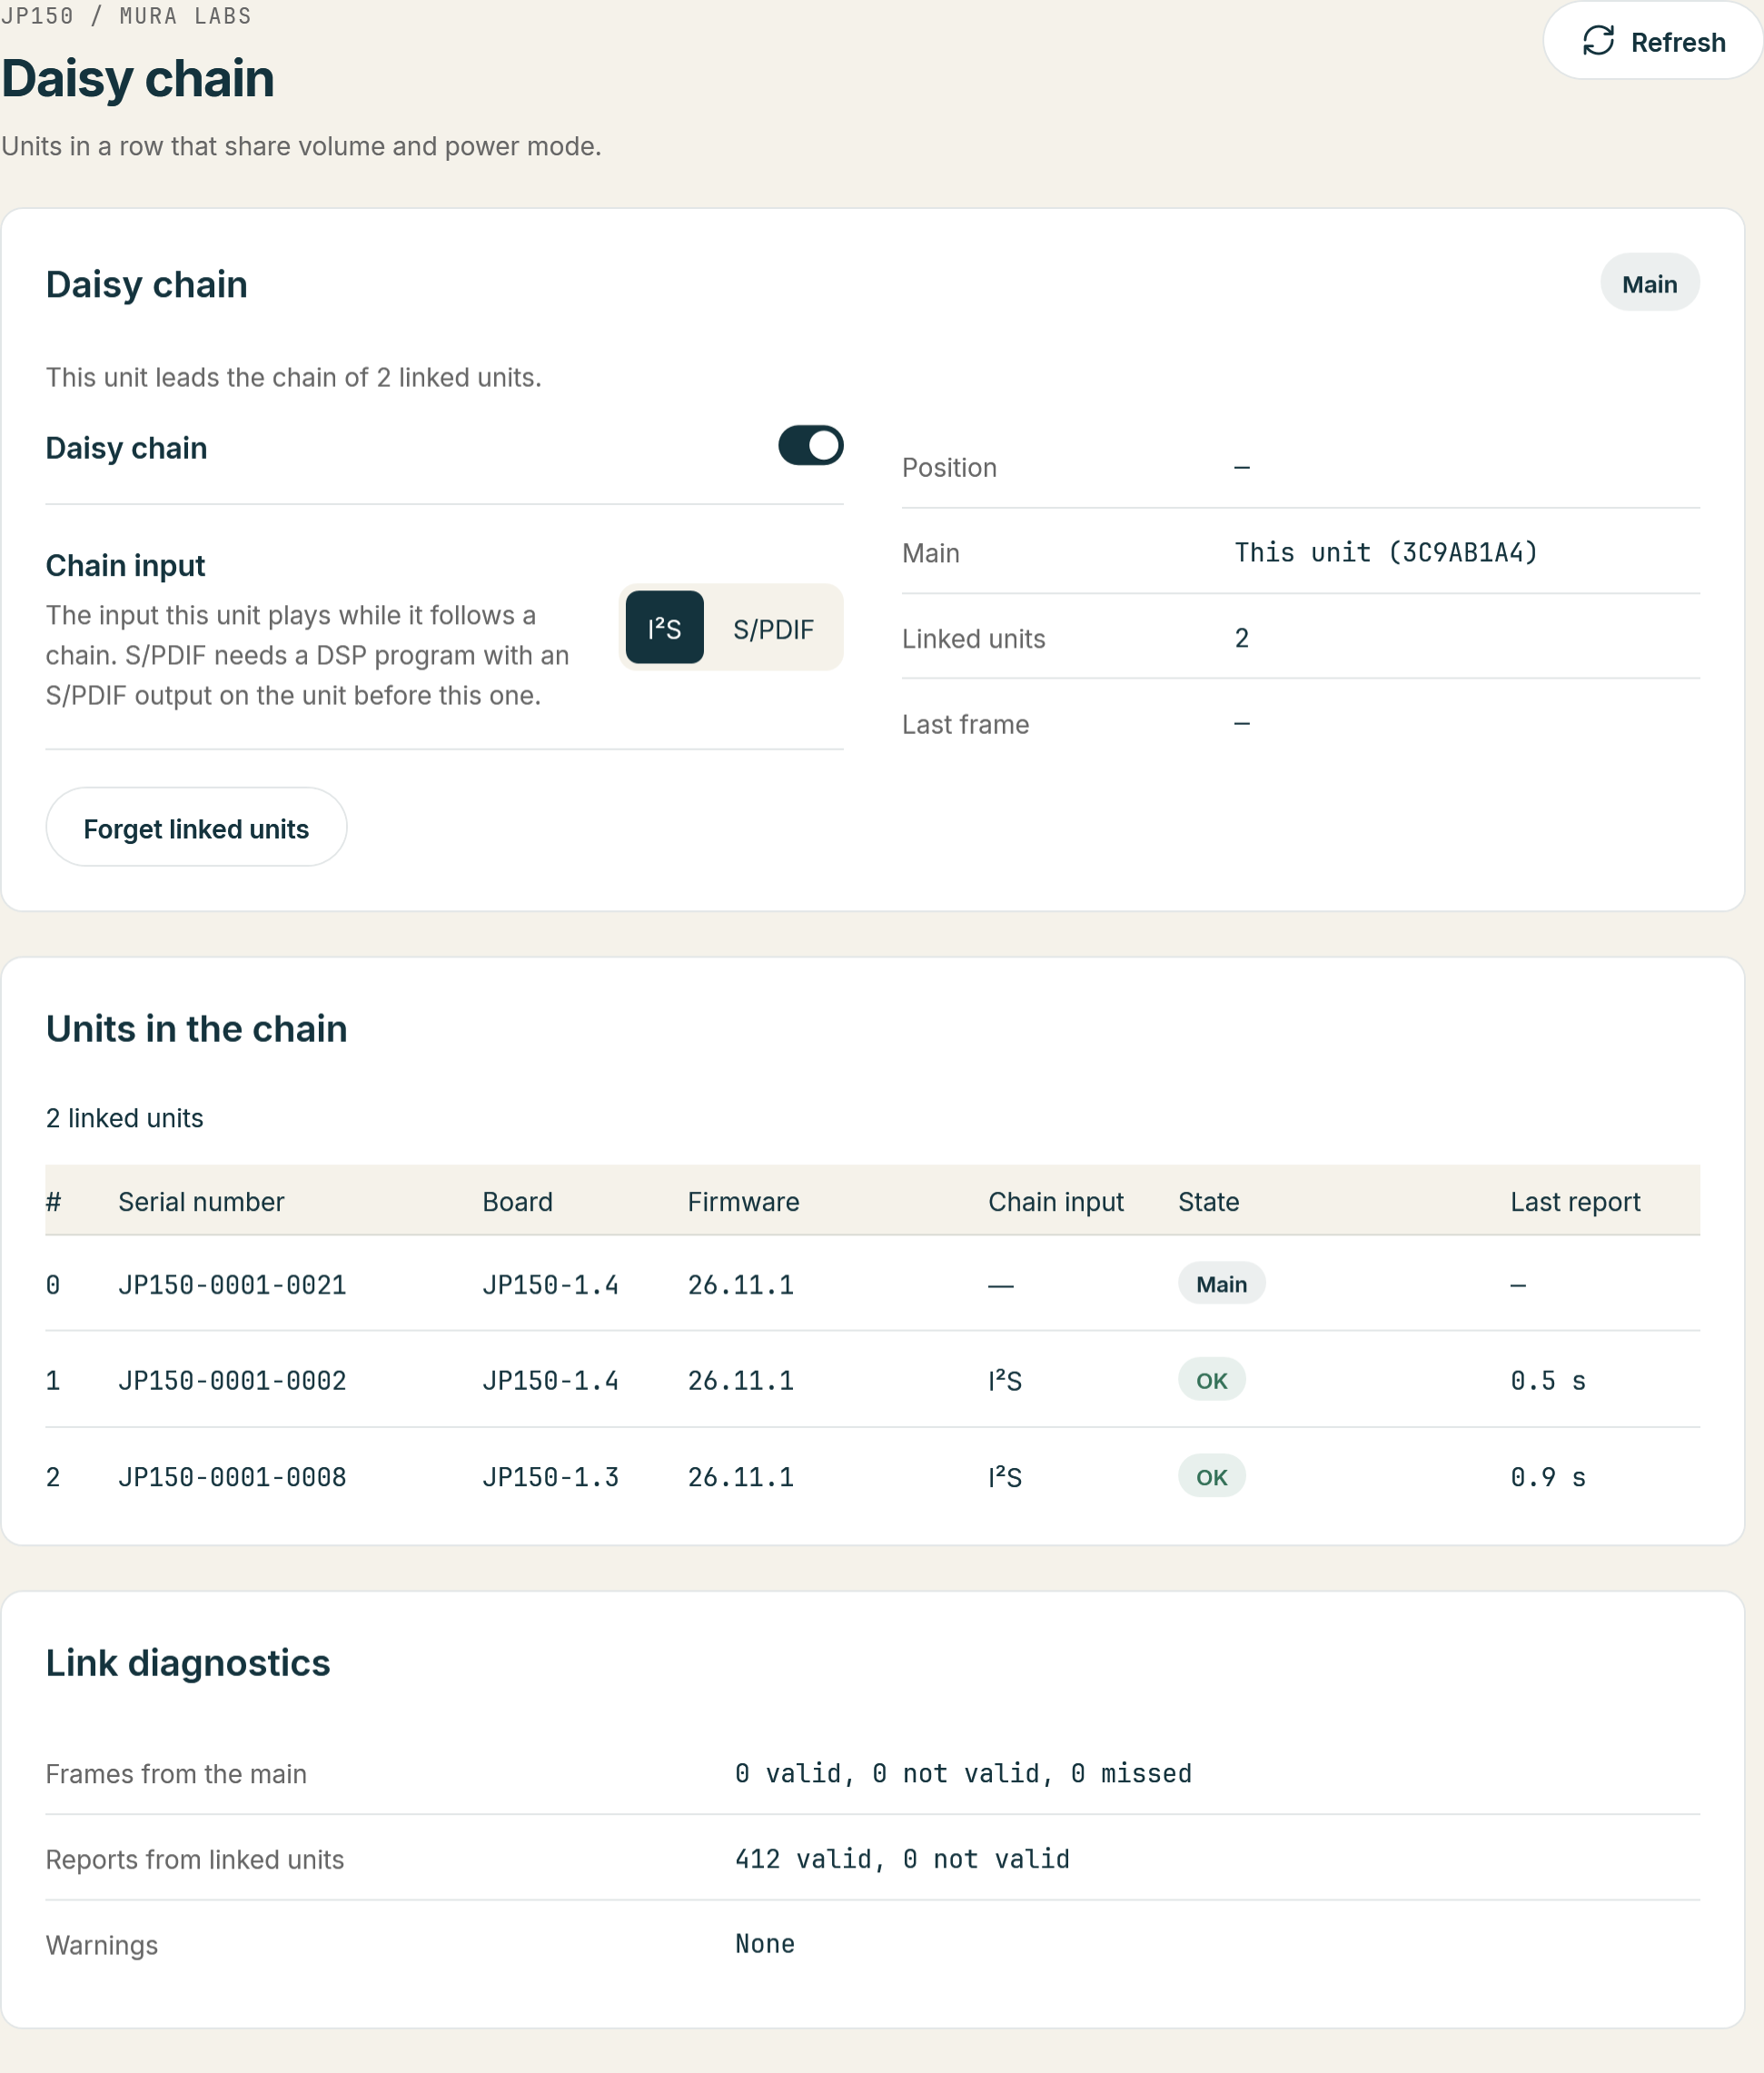 JP150 / MURA LABS
Refresh
Daisy chain
Units in a row that share volume and power mode.
Daisy chain
Main
This unit leads the chain of 2 linked units.
Daisy chain
Chain input
The input this unit plays while it follows a
chain. S/PDIF needs a DSP program with an
S/PDIF output on the unit before this one.
I²S S/PDIF
Forget linked units
Position –
Main This unit (3C9AB1A4)
Linked units 2
Last frame –
Units in the chain
2 linked units
# Serial number Board Firmware Chain input State Last report
0 JP150-0001-0021 JP150-1.4 26.11.1 — Main –
1 JP150-0001-0002 JP150-1.4 26.11.1 I²S OK 0.5 s
2 JP150-0001-0008 JP150-1.3 26.11.1 I²S OK 0.9 s
Link diagnostics
Frames from the main 0 valid, 0 not valid, 0 missed
Reports from linked units 412 valid, 0 not valid
Warnings None